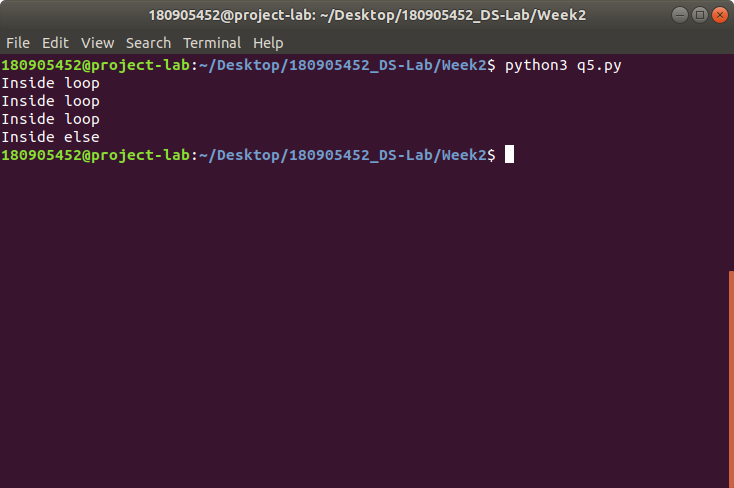 180905452@project-lab: ~/Desktop/180905452_DS-Lab/Week2
File Edit View Search Terminal Help
180905452@project-lab:~/Desktop/180905452_DS-Lab/Week2$ python3 q5.py
Inside loop
Inside loop
Inside loop
Inside else
180905452@project-lab:~/Desktop/180905452_DS-Lab/Week2$